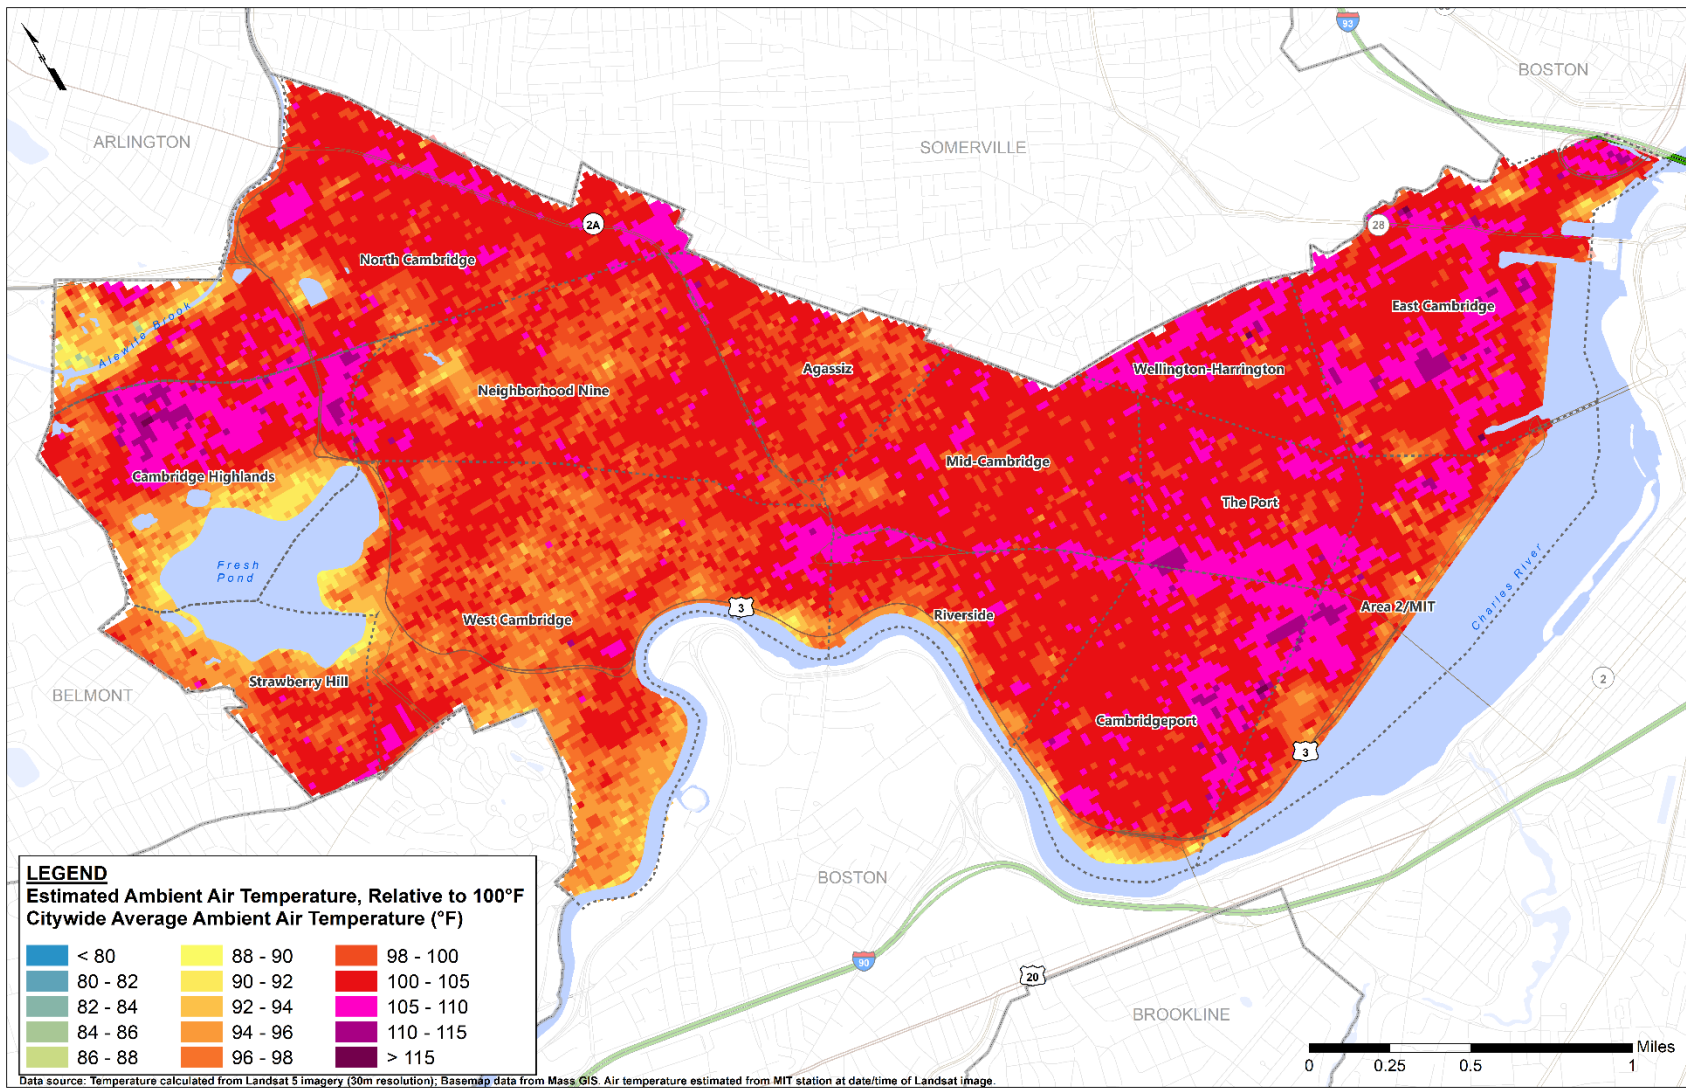 93
BOSTON
ARLINGTON
SOMERVILLE
2A
28
North Cambridge
East Cambridge
Alewife Brook
Agassiz
Wellington-Harrington
Neighborhood Nine
Mid-Cambridge
Cambridge Highlands
The Port
Fresh
Pond
Charles River
3
Area 2/MIT
West Cambridge
Riverside
Strawberry Hill
BELMONT
2
Cambridgeport
3
BOSTON
90
20
BROOKLINE
LEGEND
Estimated Ambient Air Temperature, Relative to 100°F
Citywide Average Ambient Air Temperature (°F)
< 80
80 - 82
82 - 84
84 - 86
86 - 88
88 - 90
90 - 92
92 - 94
94 - 96
96 - 98
98 - 100
100 - 105
105 - 110
110 - 115
> 115
Miles
0 0.25 0.5 1
Data source: Temperature calculated from Landsat 5 imagery (30m resolution); Basemap data from Mass GIS. Air temperature estimated from MIT station at date/time of Landsat image.